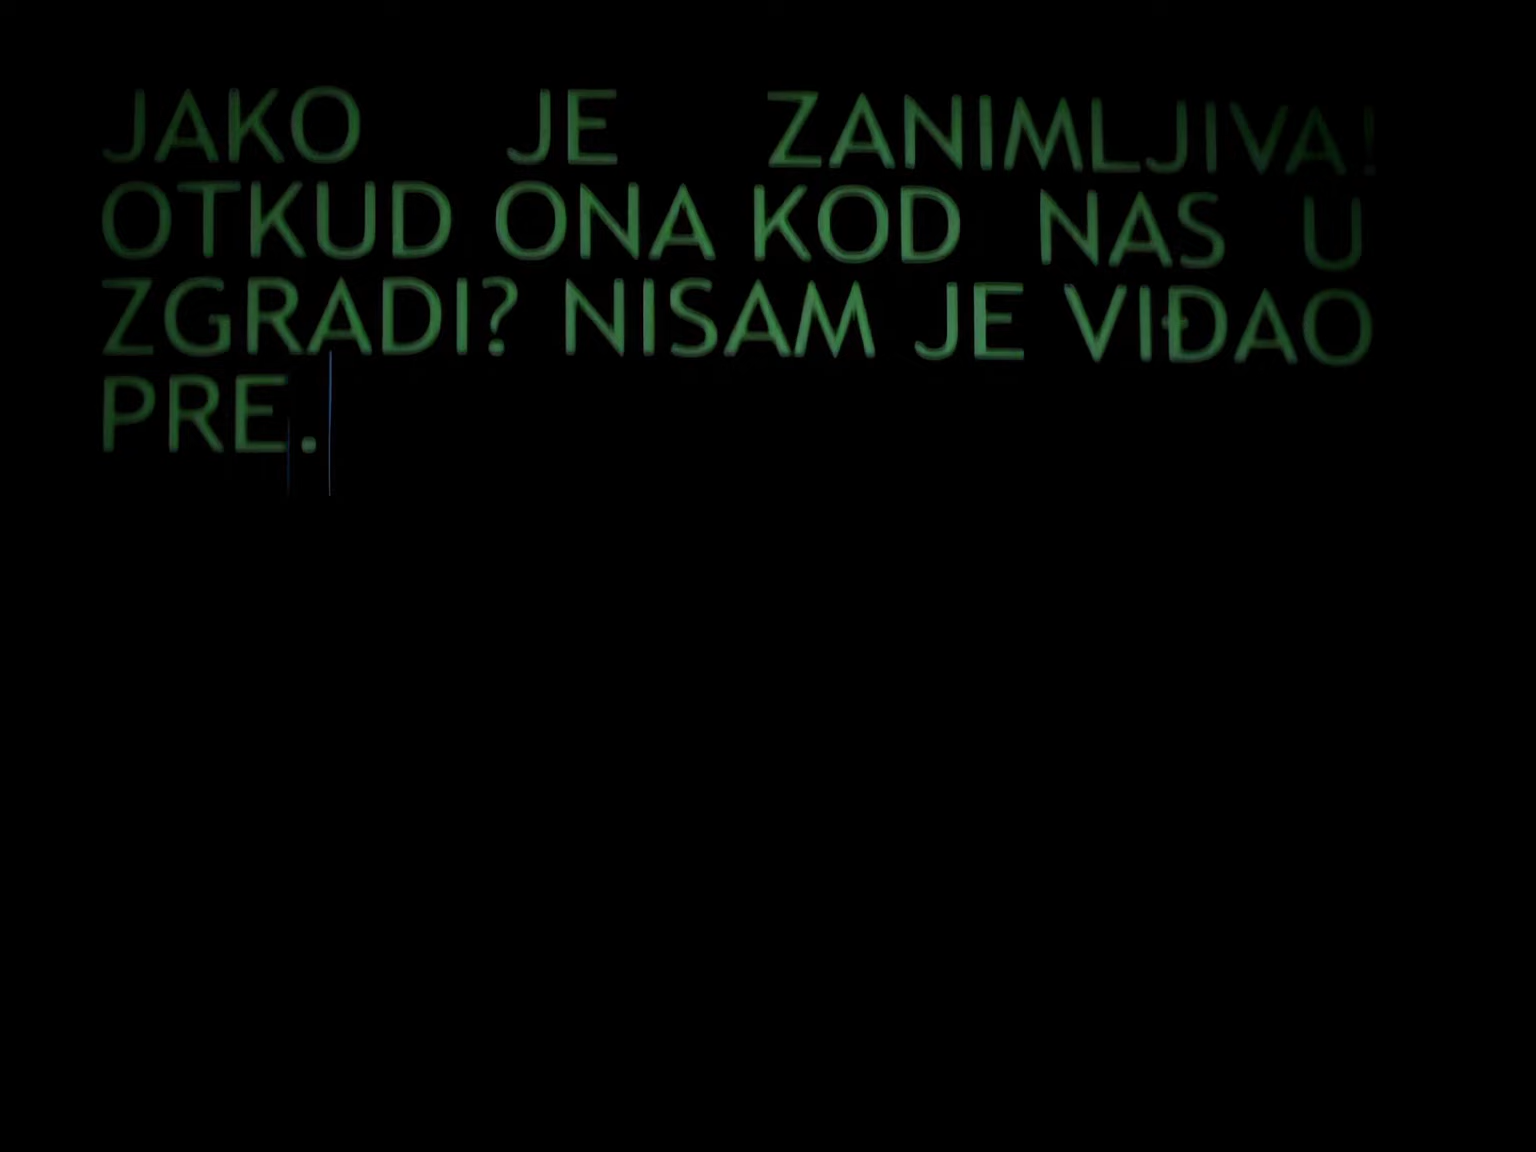 JAKO JE ZANIMLJIVA!
OTKUD ONA KOD NAS U
ZGRADI? NISAM JE VIĐAO
PRE.